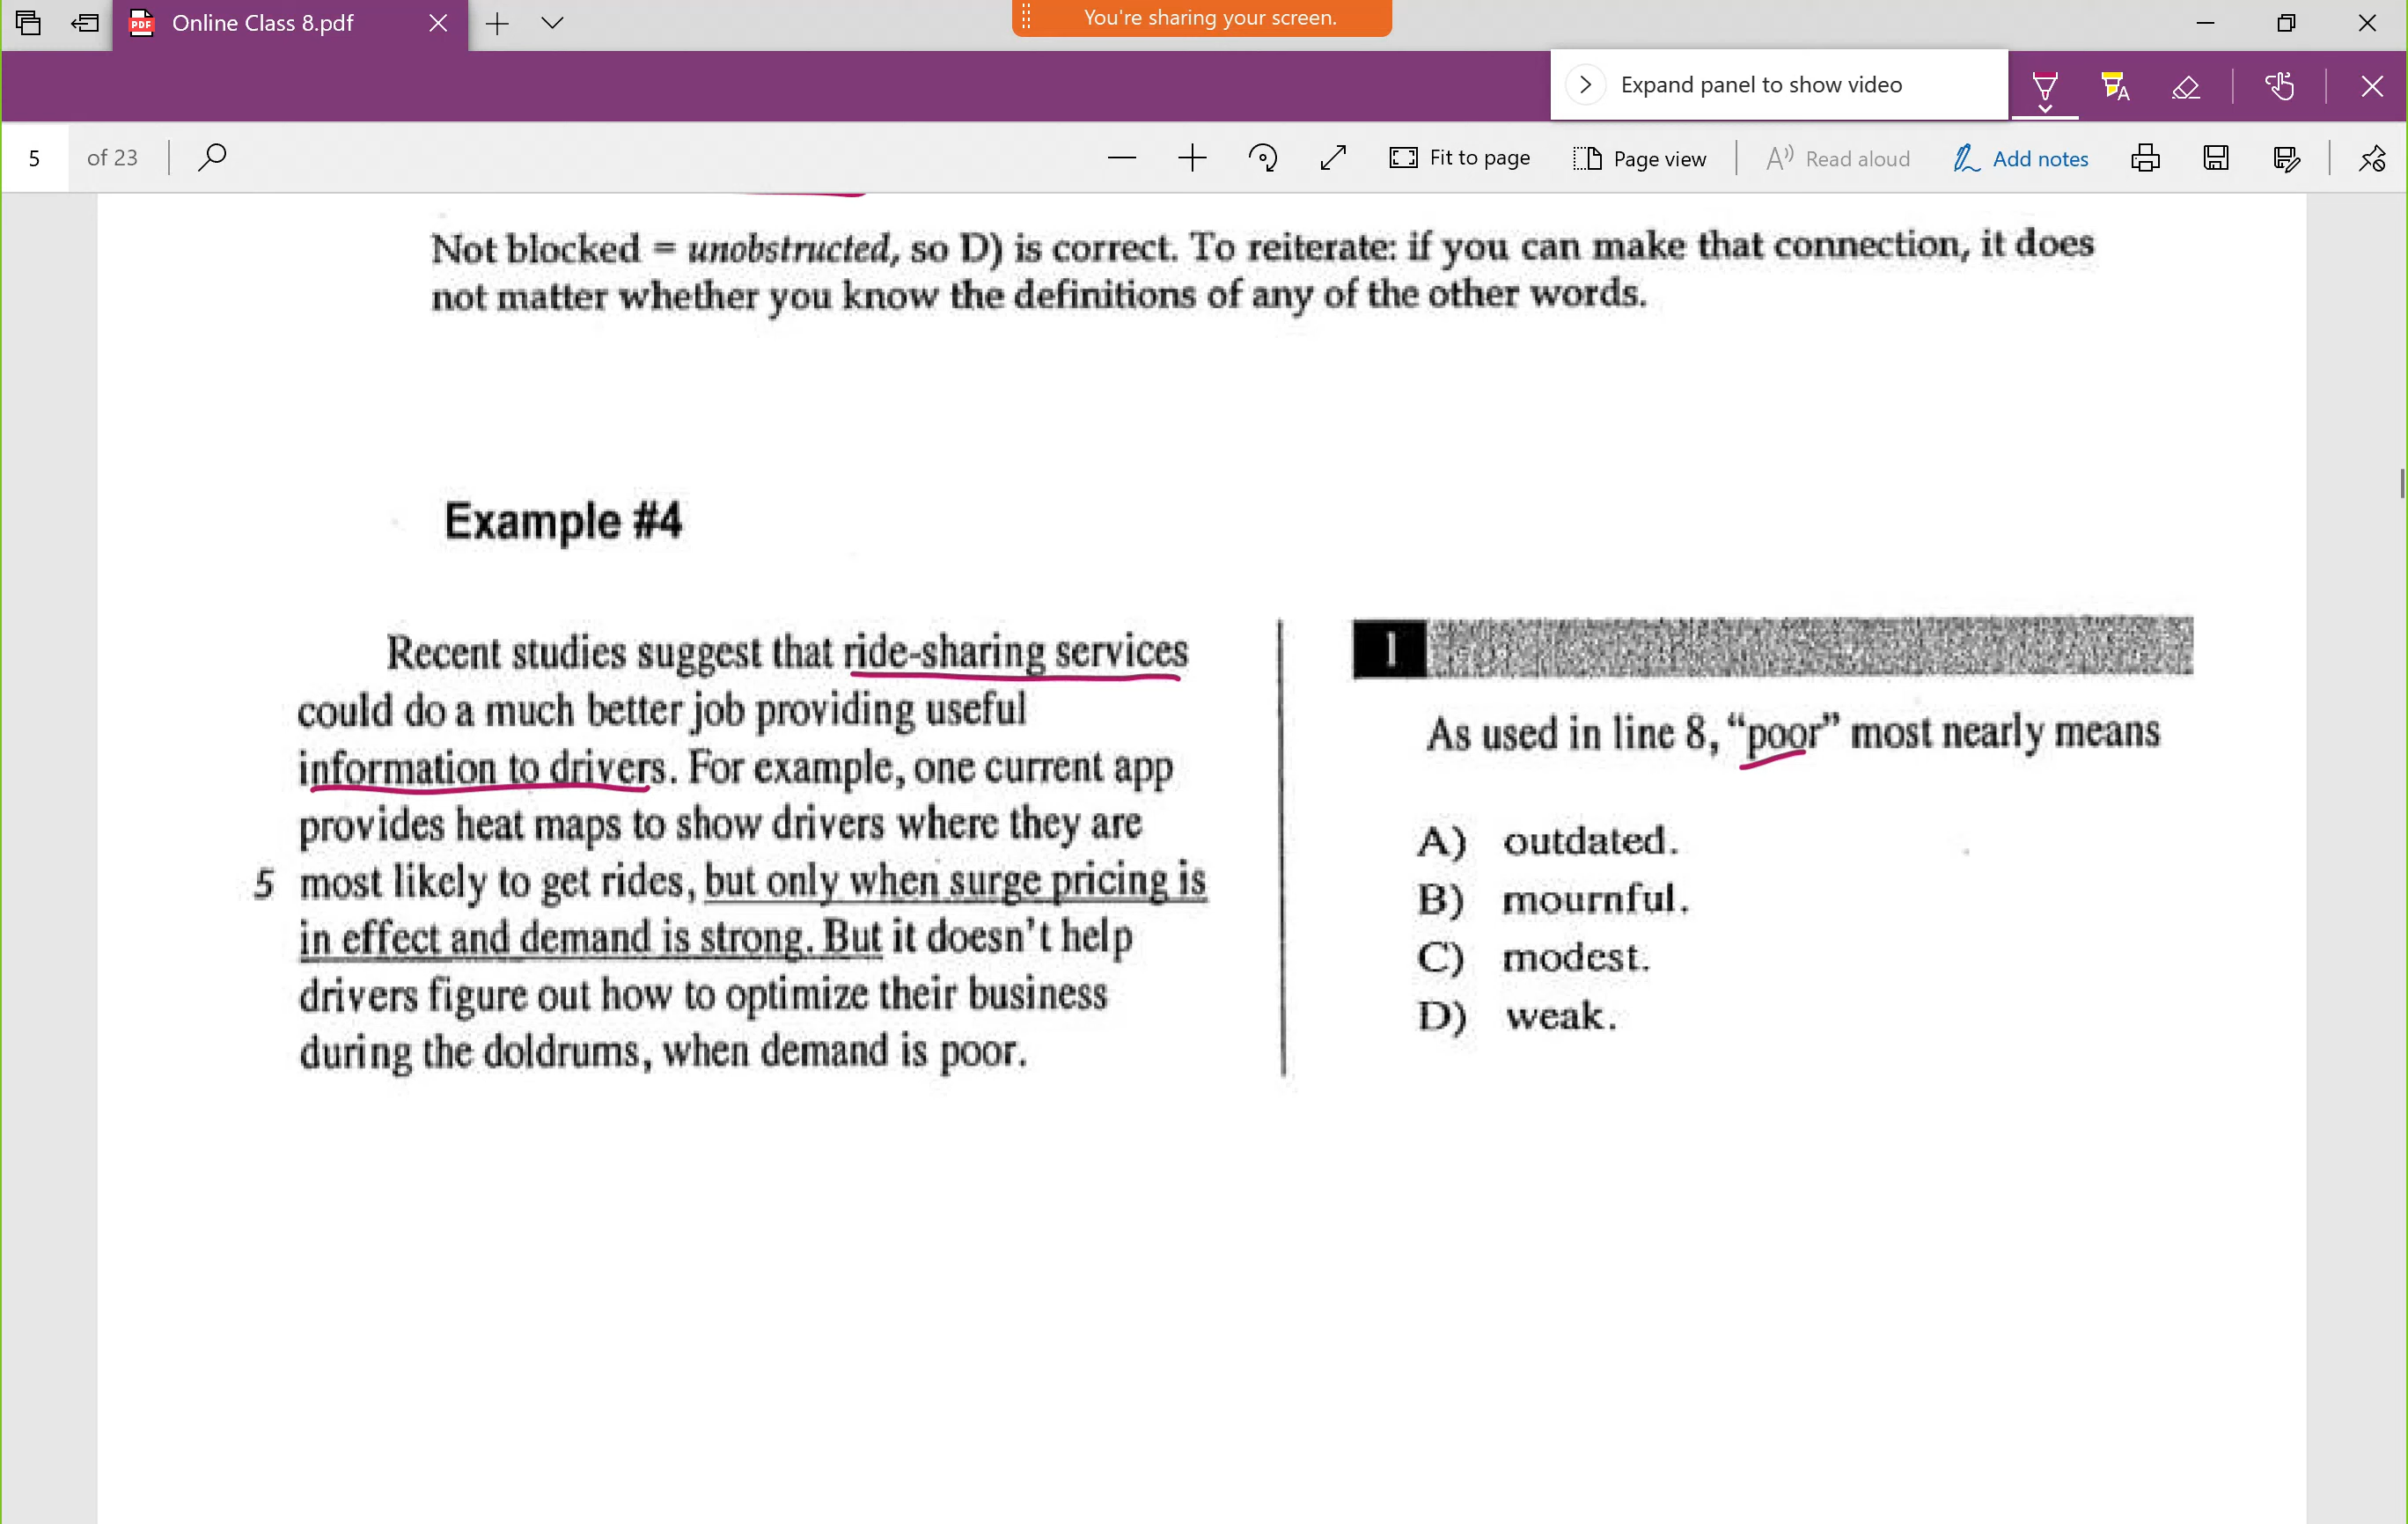 Online Class 8.pdf
You're sharing your screen.
Expand panel to show video
5 of 23
Fit to page
Page view
Read aloud
Add notes
Not blocked = unobstructed, so D) is correct. To reiterate: if you can make that connection, it does
not matter whether you know the definitions of any of the other words.
Example #4
Recent studies suggest that ride-sharing services
could do a much better job providing useful
information to drivers. For example, one current app
provides heat maps to show drivers where they are
5 most likely to get rides, but only when surge pricing is
in effect and demand is strong. But it doesn't help
drivers figure out how to optimize their business
during the doldrums, when demand is poor.
1
As used in line 8, “poor” most nearly means
A) outdated.
B) mournful.
C) modest.
D) weak.